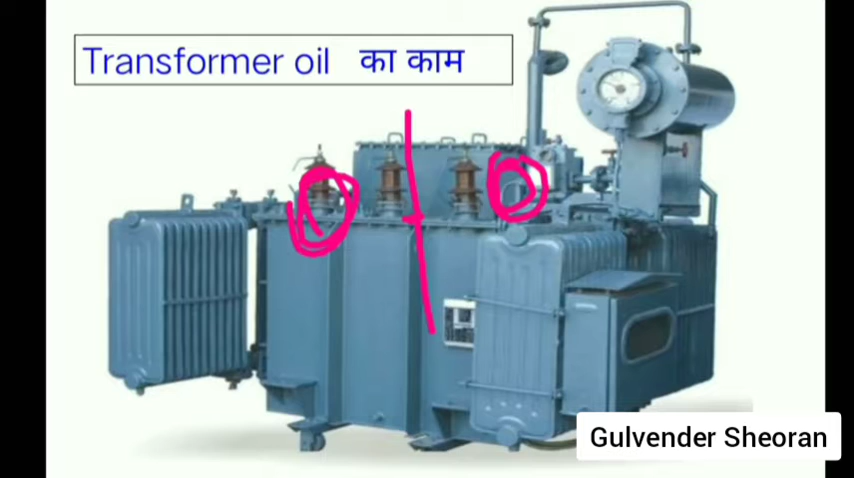 Transformer oil का काम
Gulvender Sheoran